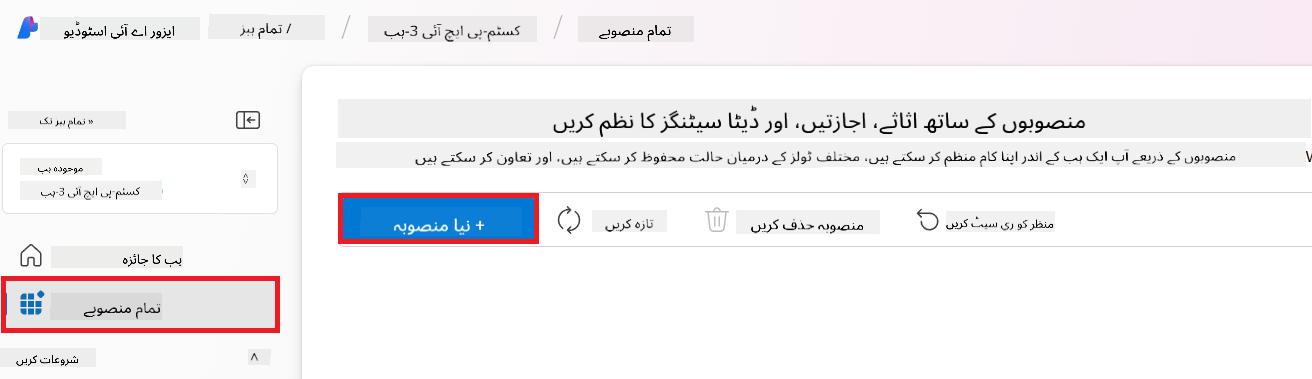 ایزور اے آئی اسٹوڈیو
/ تمام ہبز
/
کسٹم-پی ایچ آئی 3-ہب
/
تمام منصوبے
« تمام ہبز تک
موجودہ ہب
کسٹم-پی ایچ آئی 3-ہب
ہب کا جائزہ
تمام منصوبے
شروعات کریں
منصوبوں کے ساتھ اثاثے، اجازتیں، اور ڈیٹا سیٹنگز کا نظم کریں
منصوبوں کے ذریعے آپ ایک ہب کے اندر اپنا کام منظم کر سکتے ہیں، مختلف ٹولز کے درمیان حالت محفوظ کر سکتے ہیں، اور تعاون کر سکتے ہیں
+ نیا منصوبہ
تازہ کریں
منصوبہ حذف کریں
منظر کو ری سیٹ کریں